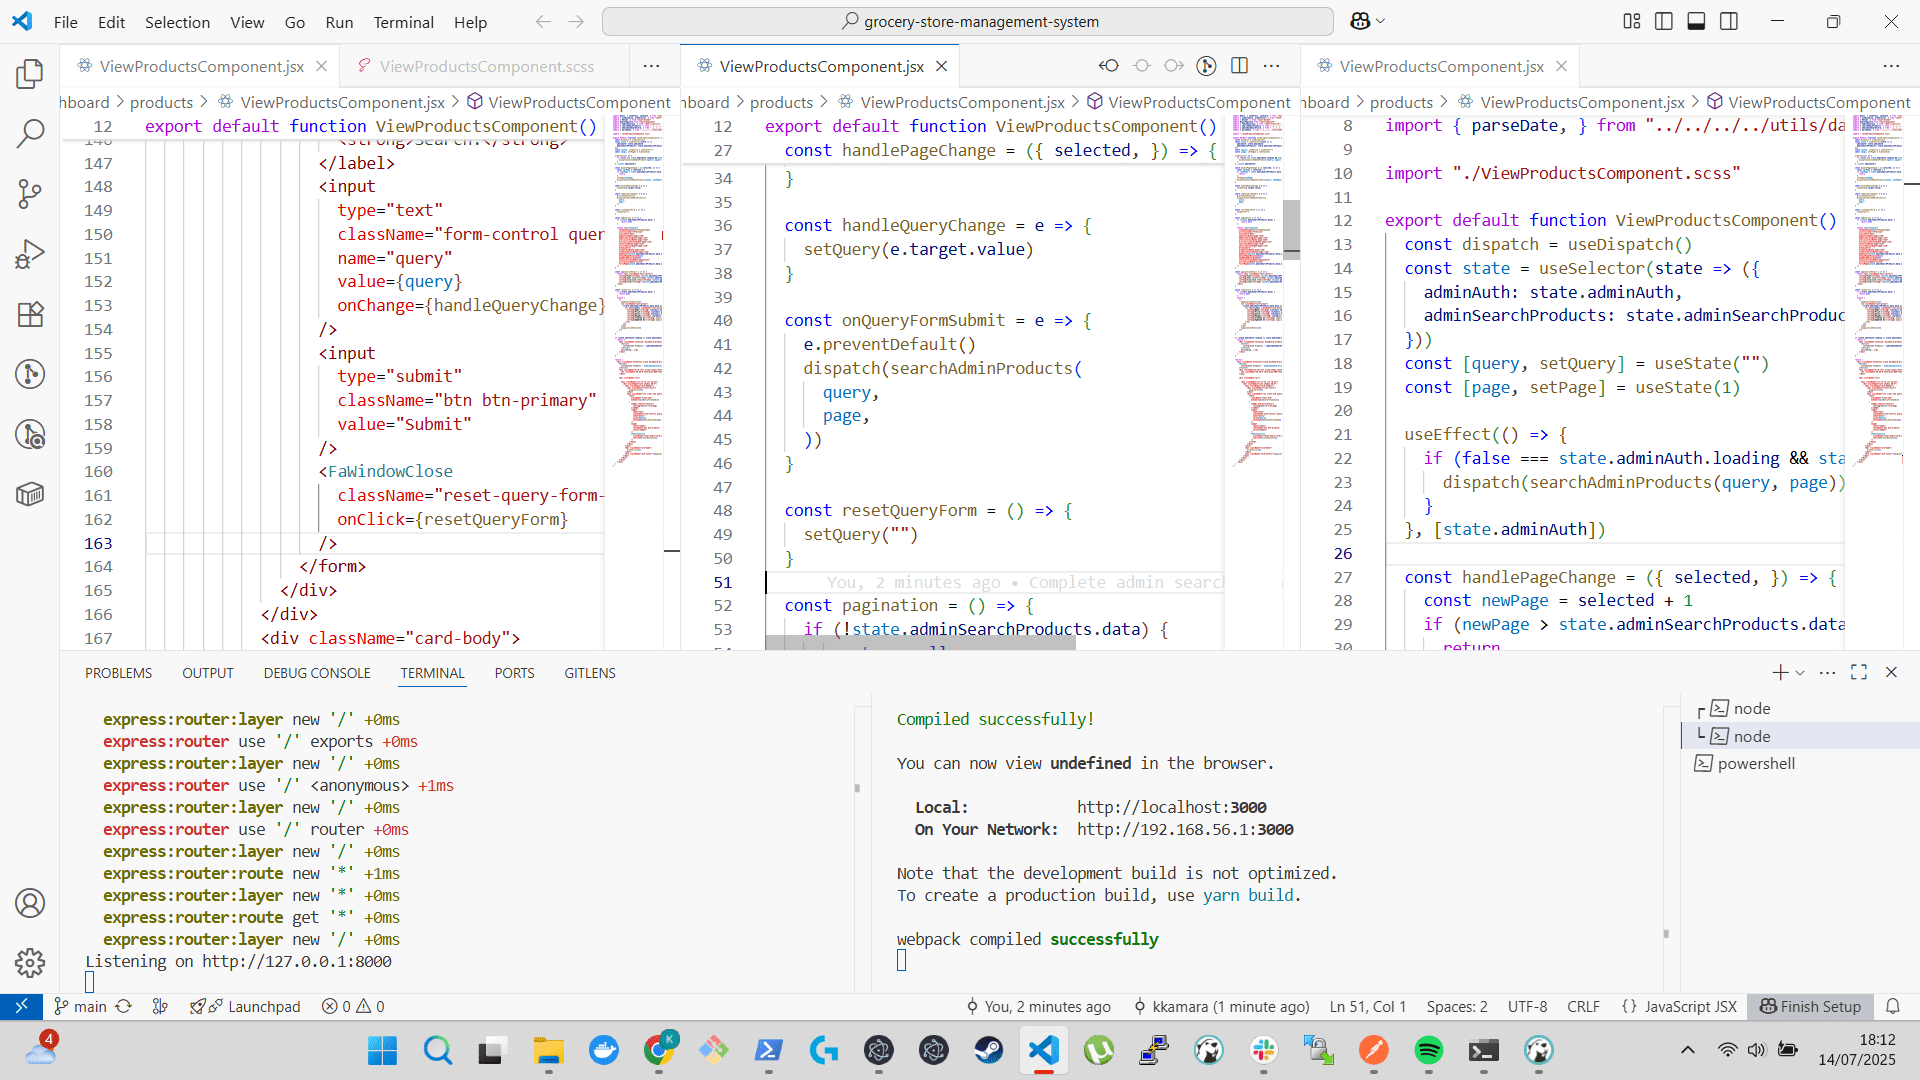 File Edit Selection View Go Run Terminal Help
grocery-store-management-system
ViewProductsComponent.jsx
ViewProductsComponent.scss
ViewProductsComponent.jsx
ViewProductsComponent.jsx
hboard > products > ViewProductsComponent.jsx > ViewProductsComponent
12 export default function ViewProductsComponent()
146 <strong>Search:</strong>
147 </label>
148 <input
149 type="text"
150 className="form-control quer
151 name="query"
152 value={query}
153 onChange={handleQueryChange}
154 />
155 <input
156 type="submit"
157 className="btn btn-primary"
158 value="Submit"
159 />
160 <FaWindowClose
161 className="reset-query-form-
162 onClick={resetQueryForm}
163 />
164 </form>
165 </div>
166 </div>
167 <div className="card-body">
hboard > products > ViewProductsComponent.jsx > ViewProductsComponent
12 export default function ViewProductsComponent()
27 const handlePageChange = ({ selected, }) => {
34 }
35
36 const handleQueryChange = e => {
37 setQuery(e.target.value)
38 }
39
40 const onQueryFormSubmit = e => {
41 e.preventDefault()
42 dispatch(searchAdminProducts(
43 query,
44 page,
45 ))
46 }
47
48 const resetQueryForm = () => {
49 setQuery("")
50 }
51 You, 2 minutes ago • Complete admin search
52 const pagination = () => {
53 if (!state.adminSearchProducts.data) {
hboard > products > ViewProductsComponent.jsx > ViewProductsComponent
8 import { parseDate, } from "../../../../utils/da
9
10 import "./ViewProductsComponent.scss"
11
12 export default function ViewProductsComponent()
13 const dispatch = useDispatch()
14 const state = useSelector(state => ({
15 adminAuth: state.adminAuth,
16 adminSearchProducts: state.adminSearchProduc
17 }))
18 const [query, setQuery] = useState("")
19 const [page, setPage] = useState(1)
20
21 useEffect(() => {
22 if (false === state.adminAuth.loading && sta
23 dispatch(searchAdminProducts(query, page))
24 }
25 }, [state.adminAuth])
26
27 const handlePageChange = ({ selected, }) => {
28 const newPage = selected + 1
29 if (newPage > state.adminSearchProducts.data
30 return
PROBLEMS OUTPUT DEBUG CONSOLE TERMINAL PORTS GITLENS
express:router:layer new '/' +0ms
express:router use '/' exports +0ms
express:router:layer new '/' +0ms
express:router use '/' <anonymous> +1ms
express:router:layer new '/' +0ms
express:router use '/' router +0ms
express:router:layer new '/' +0ms
express:router:route new '*' +1ms
express:router:layer new '*' +0ms
express:router:route get '*' +0ms
express:router:layer new '/' +0ms
Listening on http://127.0.0.1:8000
Compiled successfully!
You can now view undefined in the browser.
Local: http://localhost:3000
On Your Network: http://192.168.56.1:3000
Note that the development build is not optimized.
To create a production build, use yarn build.
webpack compiled successfully
node
node
powershell
main
Launchpad
0 0
You, 2 minutes ago
kkamara (1 minute ago)
Ln 51, Col 1
Spaces: 2
UTF-8
CRLF
{} JavaScript JSX
Finish Setup
4
K
18:12
14/07/2025